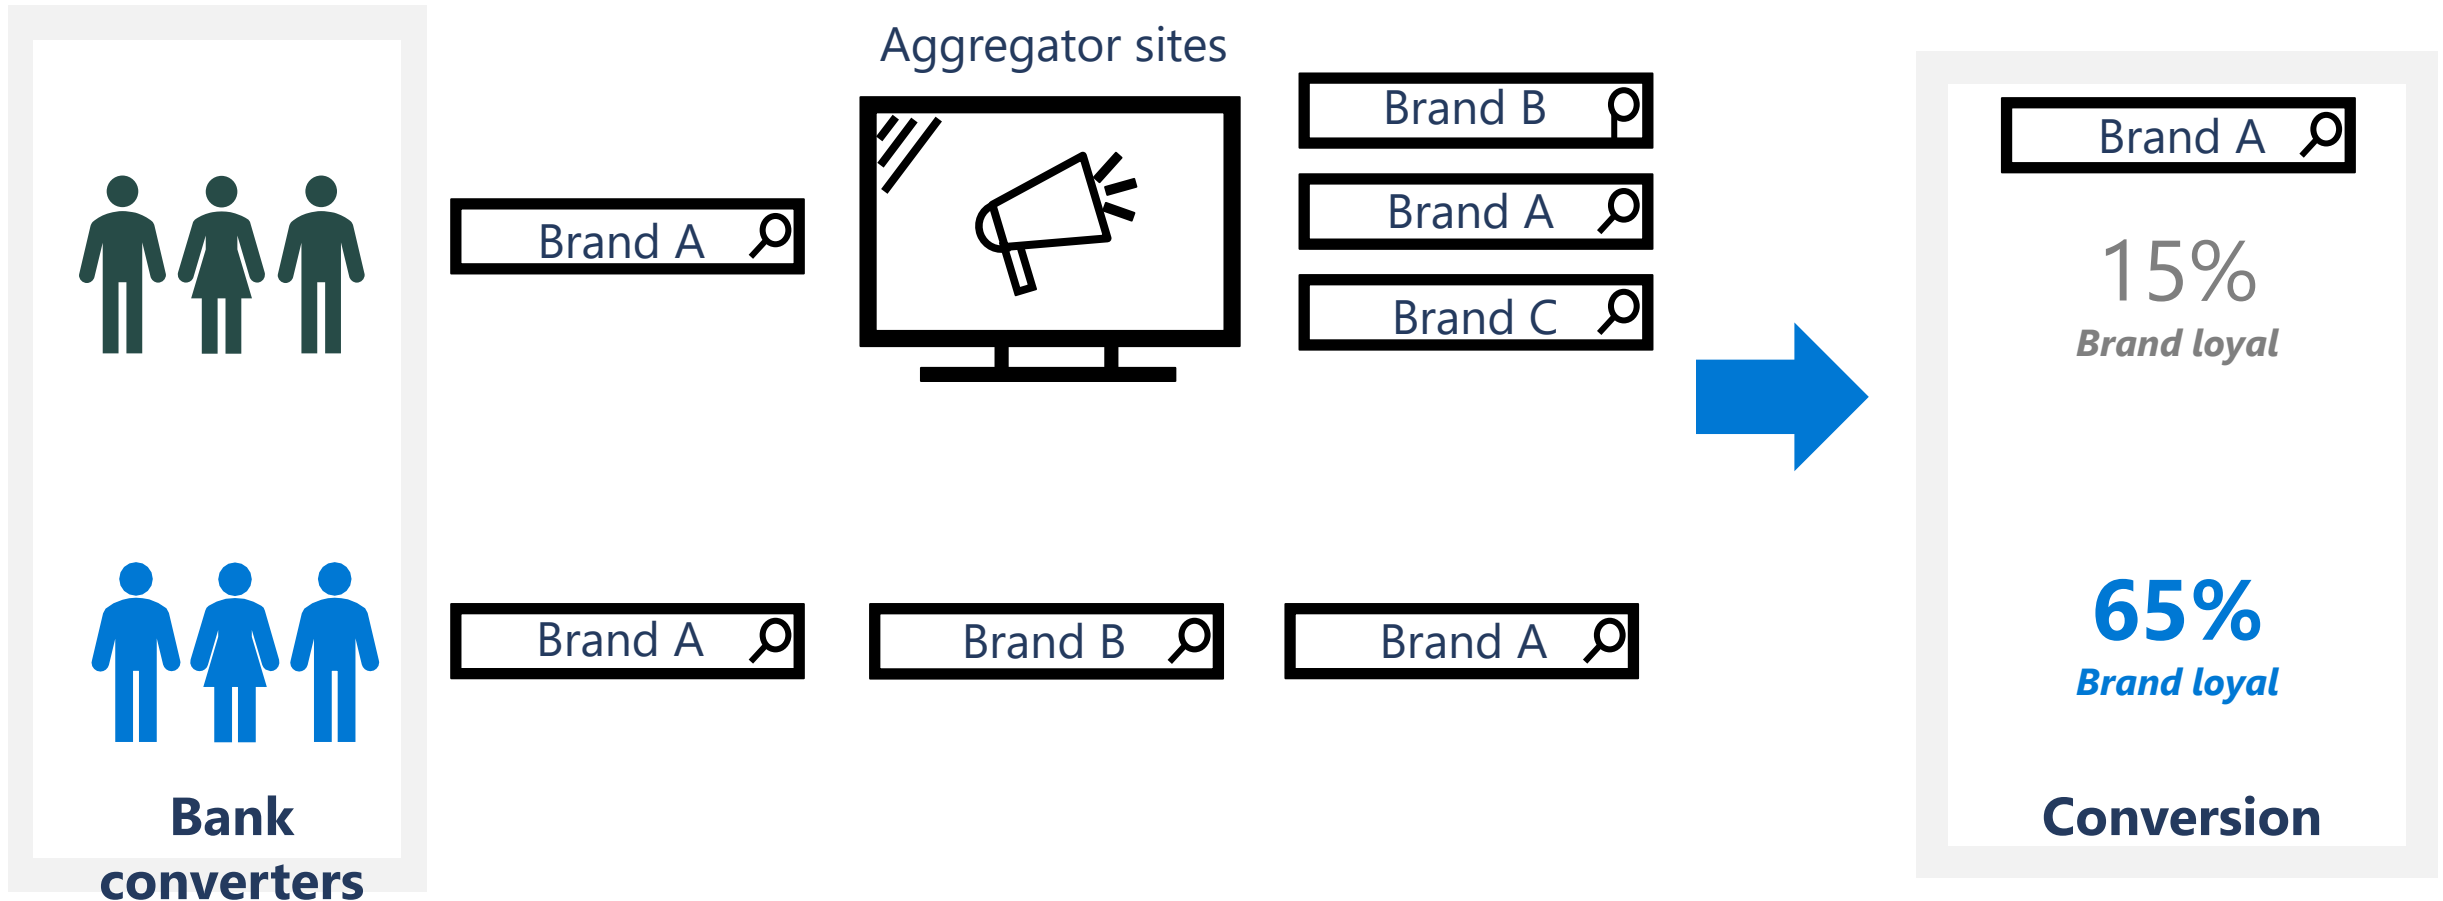 Aggregator sites
Brand A
Brand B
Brand A
Brand C
Brand A
15%
Brand loyal
Brand A
Brand B
Brand A
65%
Brand loyal
Bank
converters
Conversion